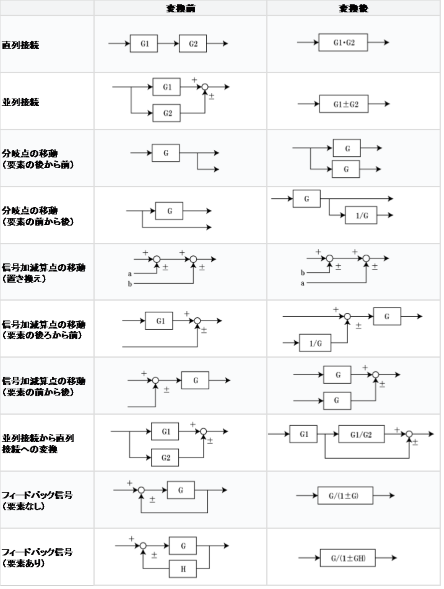 変換前 変換後
直列接続 G1 G2 G1・G2
並列接続 G1 + ± G2 G1±G2
分岐点の移動
(要素の後から前) G G G
分岐点の移動
(要素の前から後) G G 1/G
信号加減算点の移動
(置き換え) + ± + ± a b + ± + ± b a
信号加減算点の移動
(要素の後ろから前) G1 + ± + ± G 1/G
信号加減算点の移動
(要素の前から後) + ± G G + ± G
並列接続から直列
接続への変換 G1 + ± G2 G1 G1/G2 + ±
フィードバック信号
(要素なし) + ± G G/(1±G)
フィードバック信号
(要素あり) + ± G H G/(1±GH)